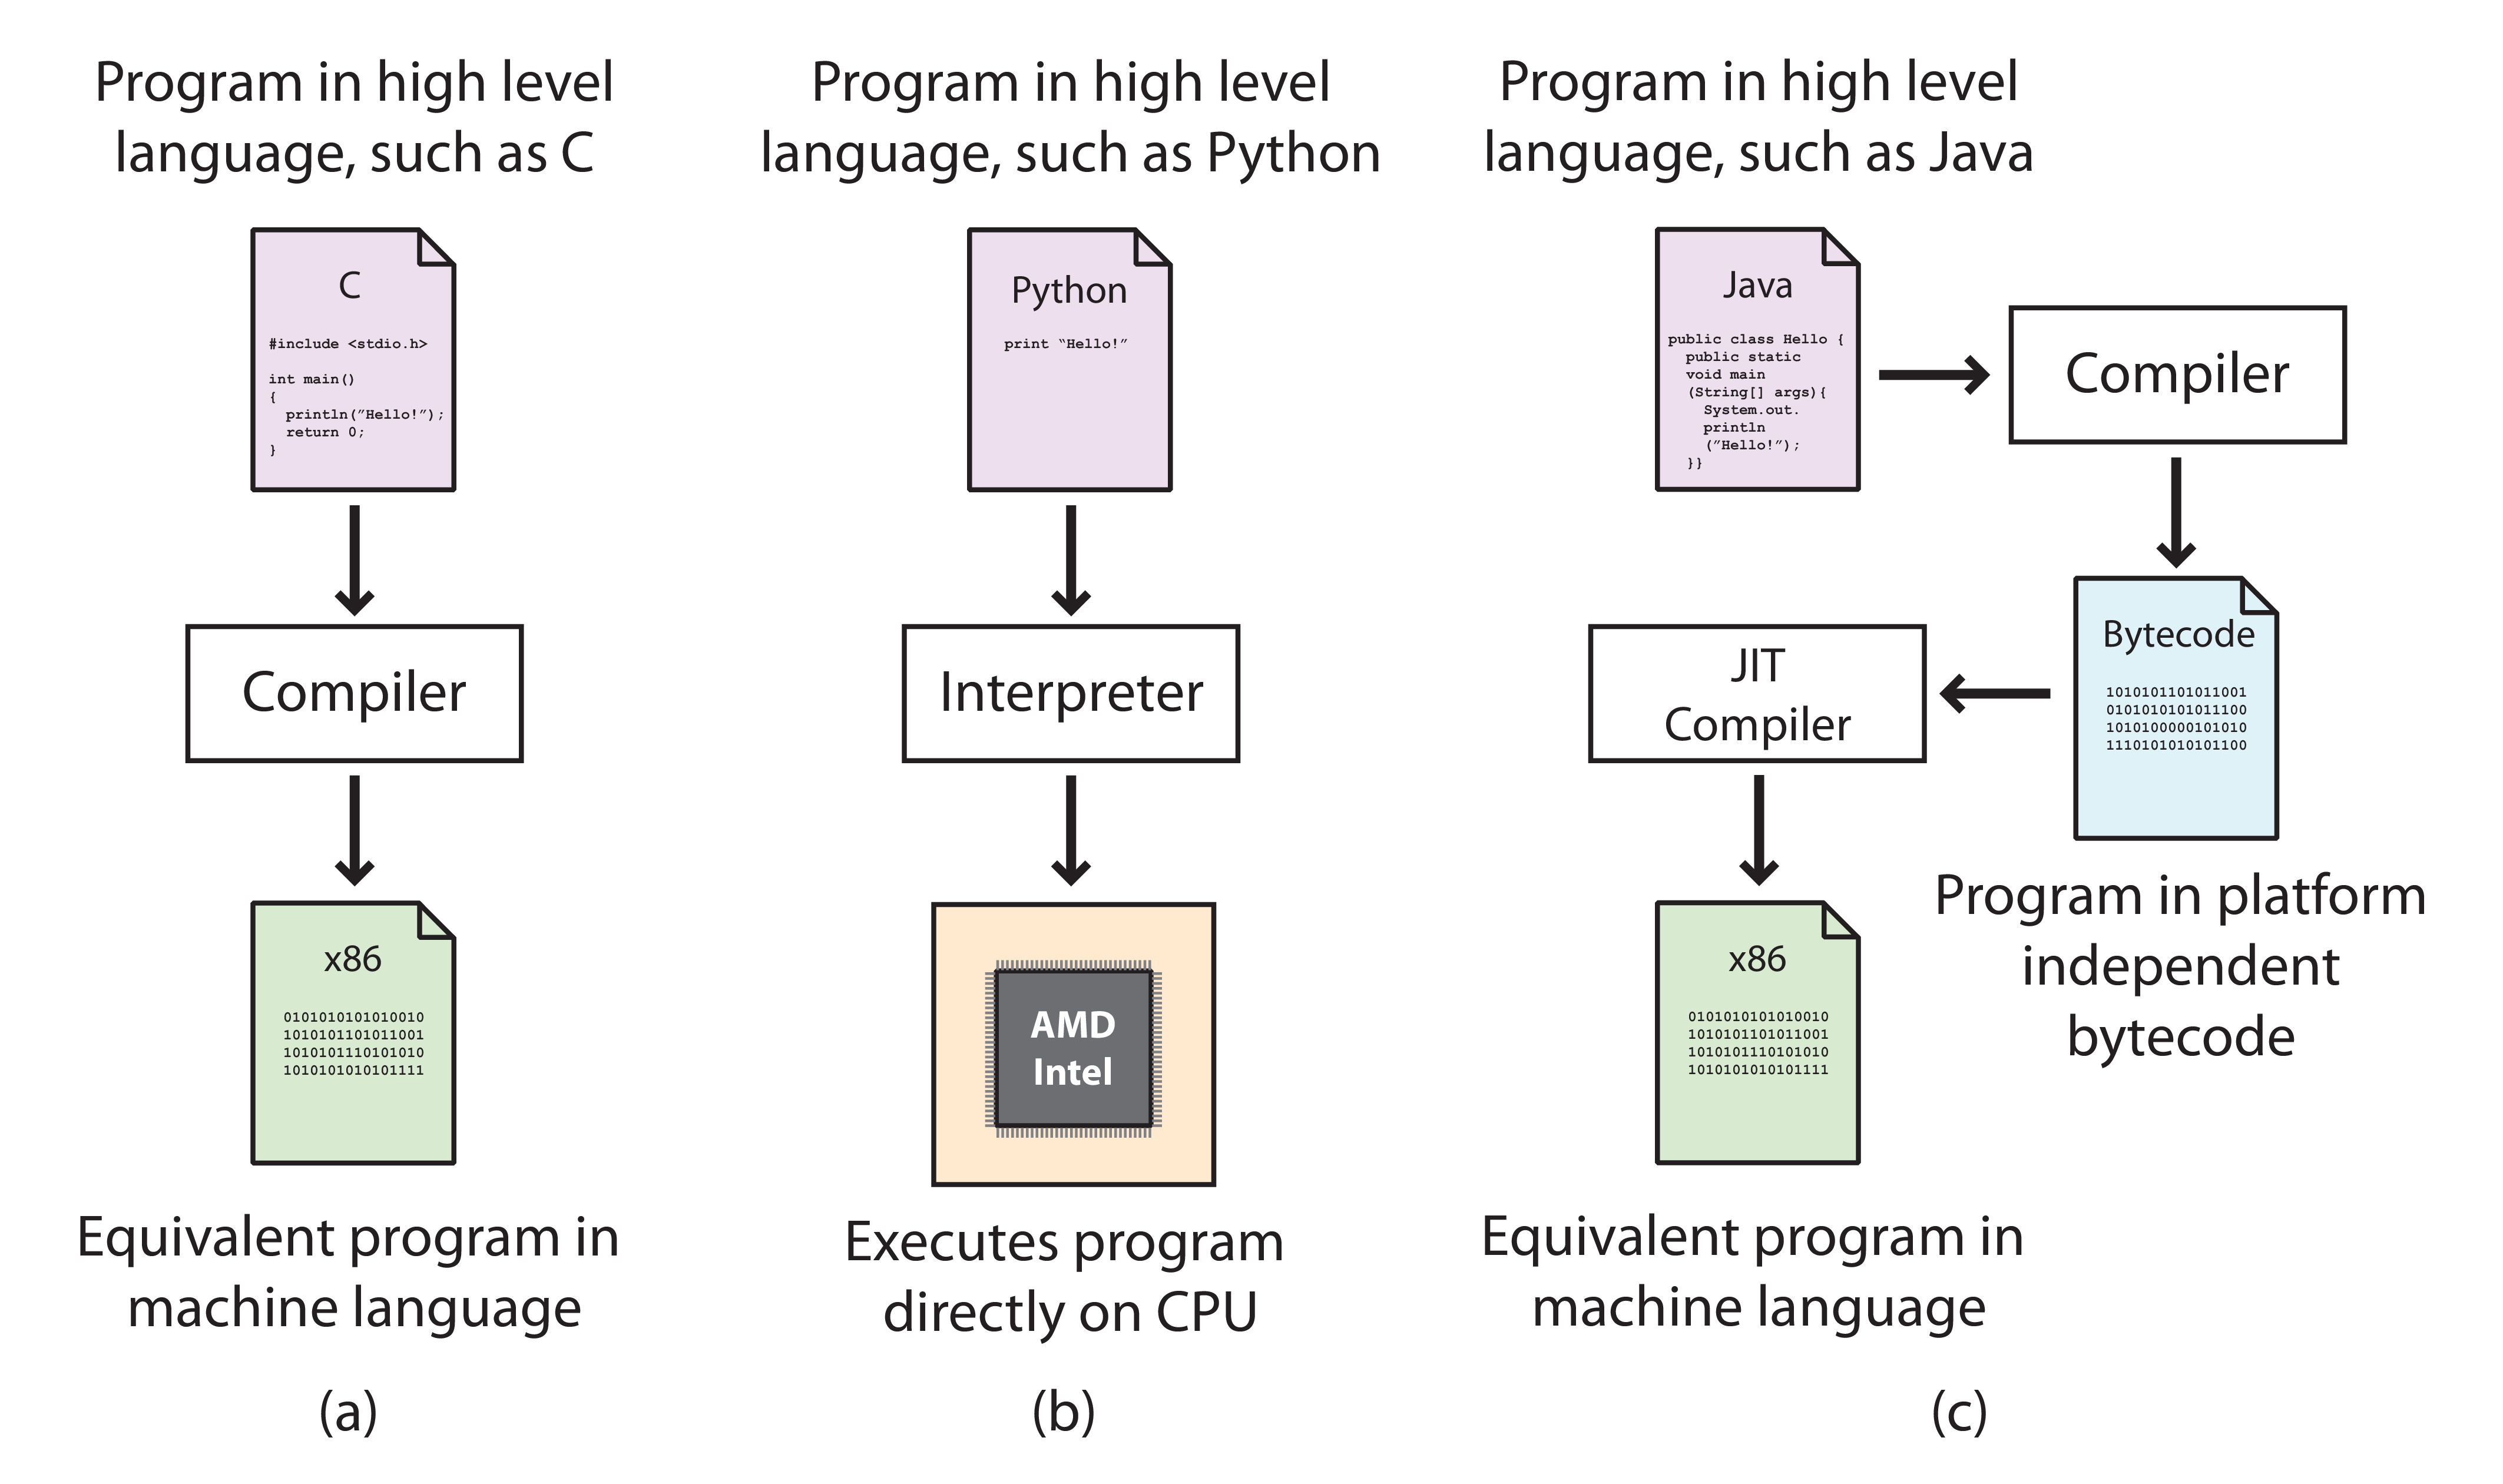 Program in high level
language, such as C
C
#include <stdio.h>
int main()
{
println(″Hello!″);
return 0;
}
Compiler
x86
0101010101010010
1010101101011001
1010101110101010
1010101010101111
Equivalent program in
machine language
(a)
Program in high level
language, such as Python
Python
print “Hello!″
Interpreter
AMD
Intel
Executes program
directly on CPU
(b)
Program in high level
language, such as Java
Java
public class Hello {
public static
void main
(String[] args){
System.out.
println
(″Hello!″);
}}
Compiler
Bytecode
1010101101011001
0101010101011100
1010100000101010
1110101010101100
Program in platform
independent
bytecode
JIT
Compiler
x86
0101010101010010
1010101101011001
1010101110101010
1010101010101111
Equivalent program in
machine language
(c)